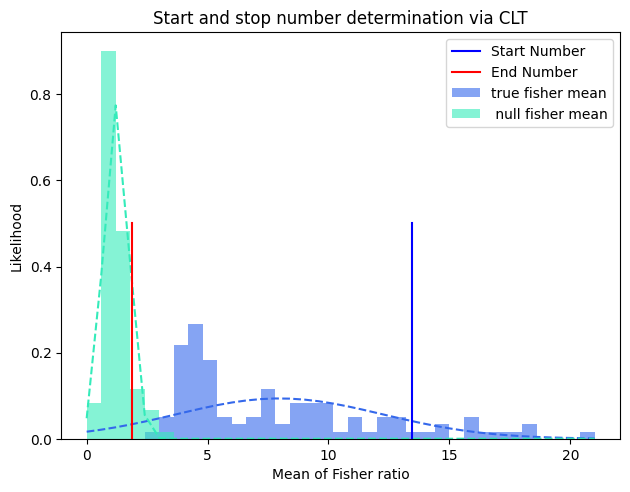 Start and stop number determination via CLT
Start Number
End Number
true fisher mean
null fisher mean
Likelihood
0.8
0.6
0.4
0.2
0.0
0
5
10
15
20
Mean of Fisher ratio